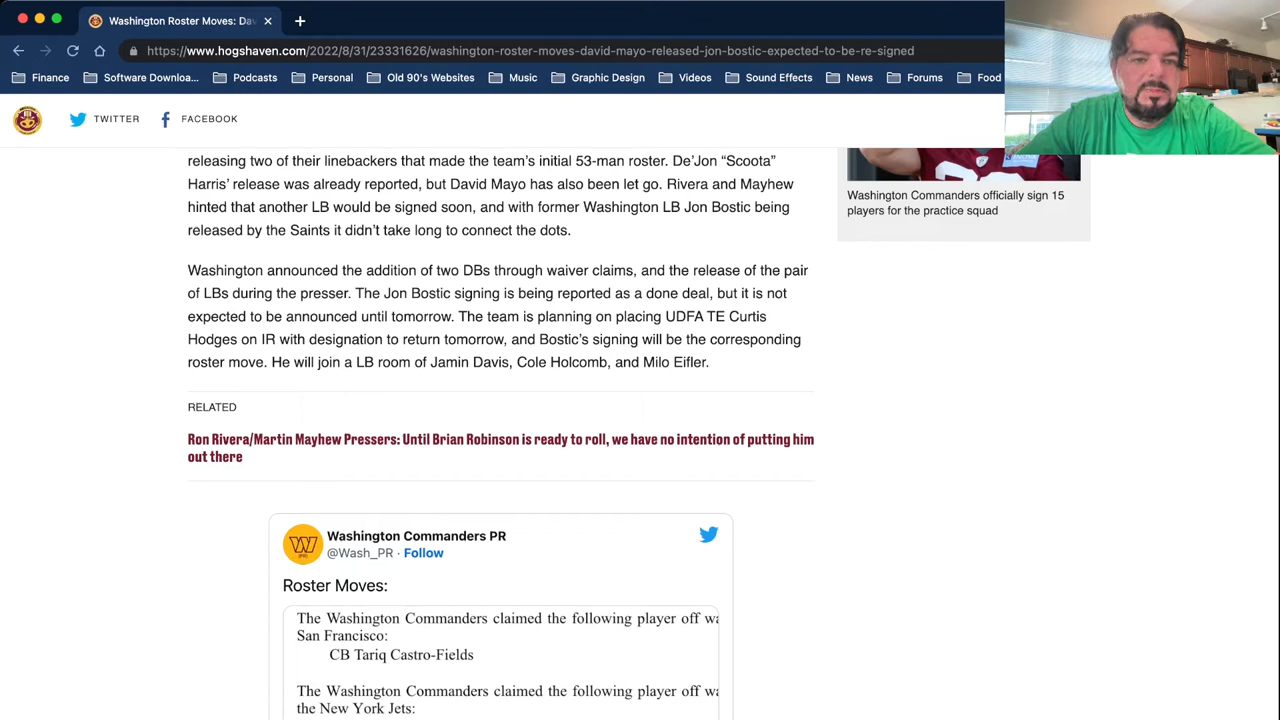 Washington Roster Moves: Da
https://www.hogshaven.com/2022/8/31/23331626/washington-roster-moves-david-mayo-released-jon-bostic-expected-to-be-re-signed
Finance
Software Downloa...
Podcasts
Personal
Old 90's Websites
Music
Graphic Design
Videos
Sound Effects
News
Forums
Food
TWITTER
FACEBOOK
releasing two of their linebackers that made the team's initial 53-man roster. De'Jon “Scoota”
Harris' release was already reported, but David Mayo has also been let go. Rivera and Mayhew
hinted that another LB would be signed soon, and with former Washington LB Jon Bostic being
released by the Saints it didn't take long to connect the dots.
Washington announced the addition of two DBs through waiver claims, and the release of the pair
of LBs during the presser. The Jon Bostic signing is being reported as a done deal, but it is not
expected to be announced until tomorrow. The team is planning on placing UDFA TE Curtis
Hodges on IR with designation to return tomorrow, and Bostic's signing will be the corresponding
roster move. He will join a LB room of Jamin Davis, Cole Holcomb, and Milo Eifler.
RELATED
Ron Rivera/Martin Mayhew Pressers: Until Brian Robinson is ready to roll, we have no intention of putting him
out there
Washington Commanders PR
@Wash_PR · Follow
Roster Moves:
The Washington Commanders claimed the following player off wa
San Francisco:
CB Tariq Castro-Fields
The Washington Commanders claimed the following player off wa
the New York Jets:
Washington Commanders officially sign 15
players for the practice squad